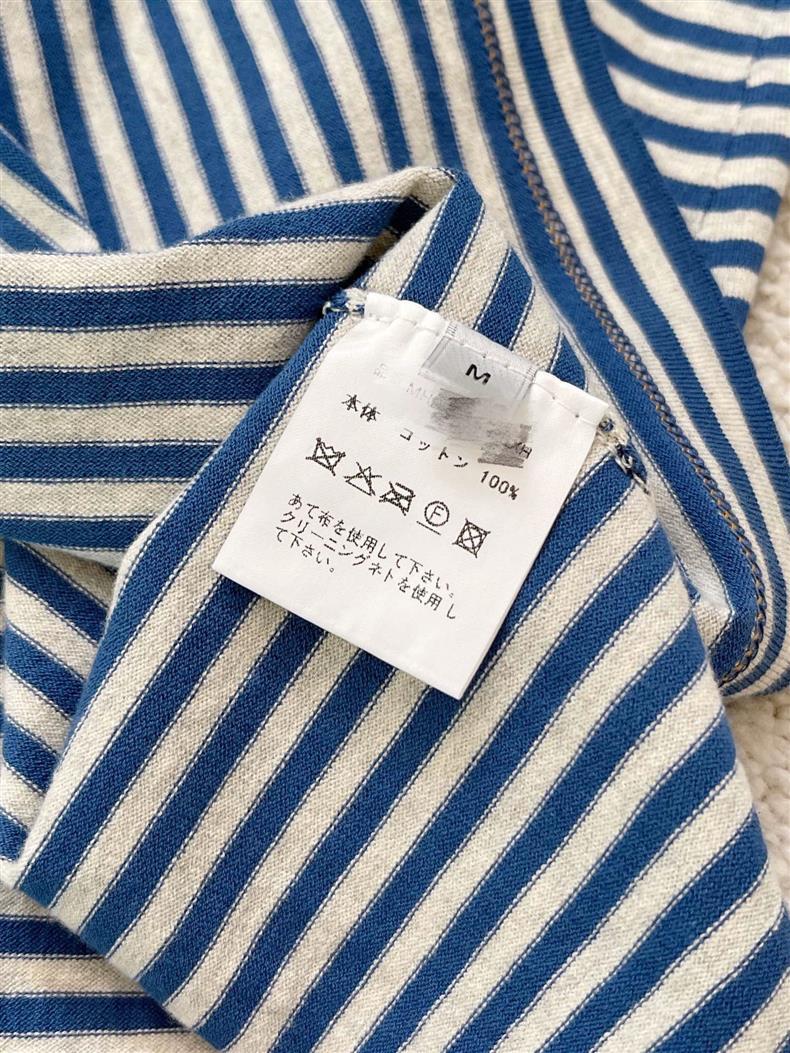 M
本体 コットン 100%
F
あて布を使用して下さい。
クリーニングネトを使用し
て下さい。